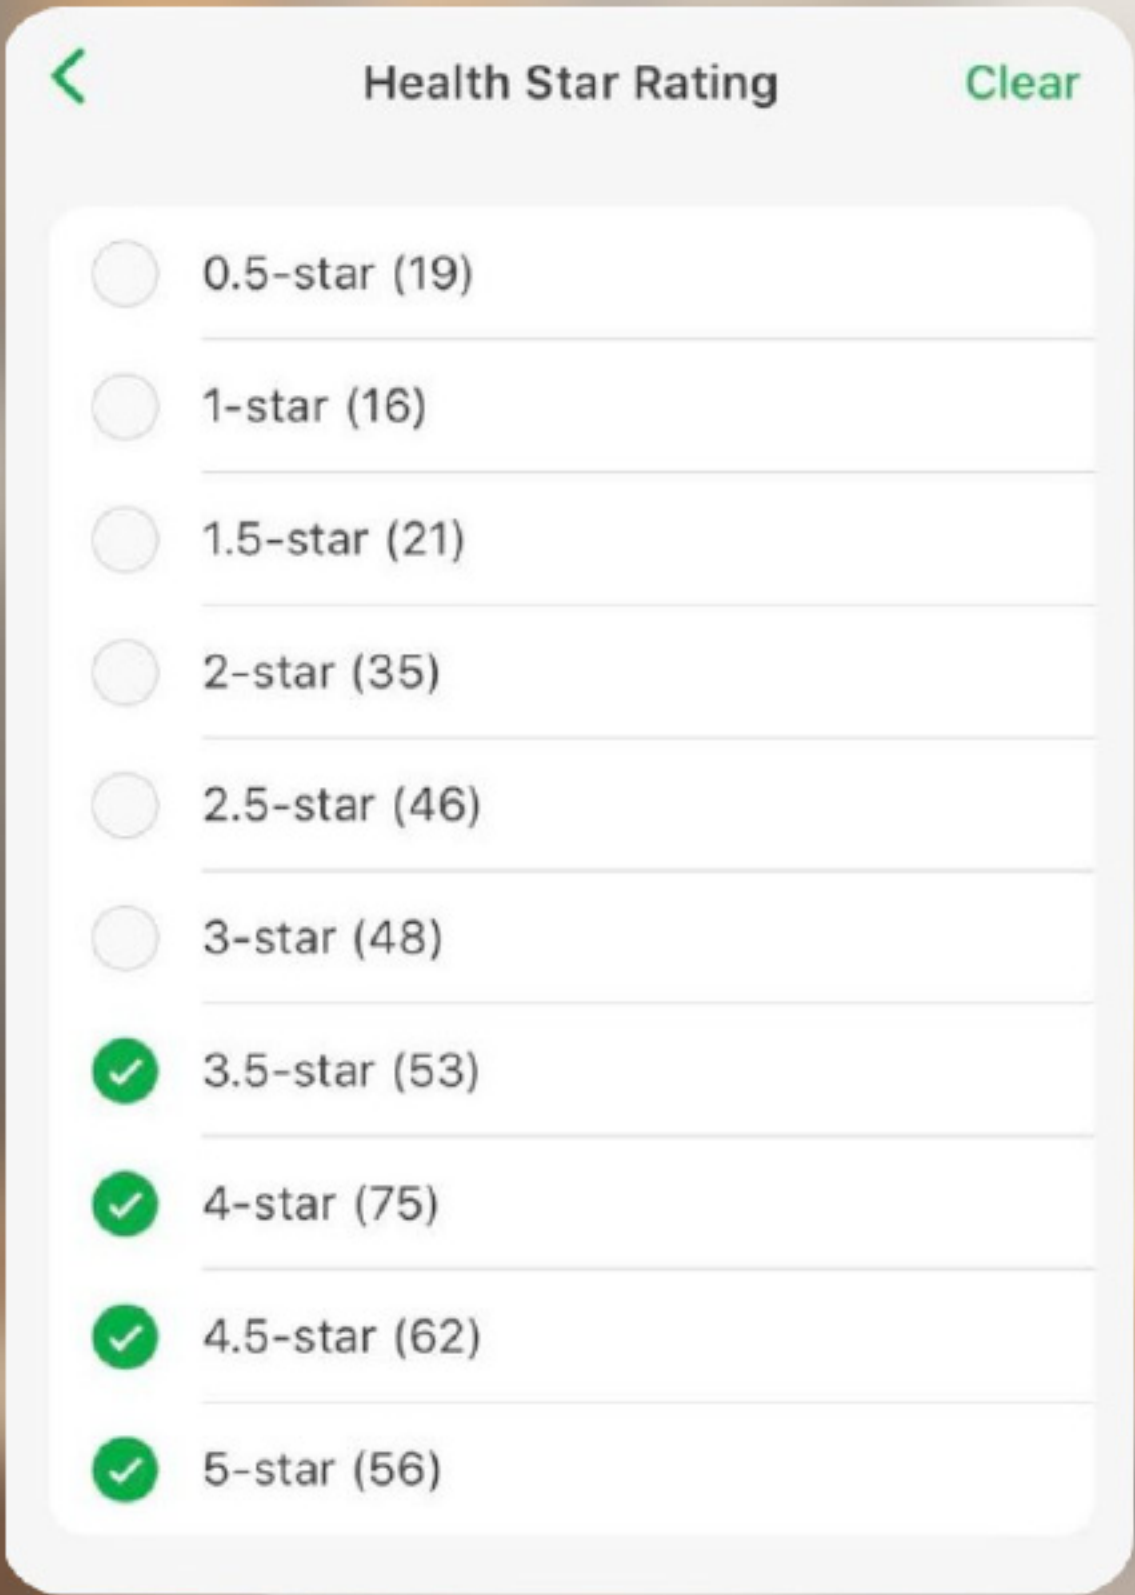 Health Star Rating
Clear
0.5-star (19)
1-star (16)
1.5-star (21)
2-star (35)
2.5-star (46)
3-star (48)
3.5-star (53)
4-star (75)
4.5-star (62)
5-star (56)